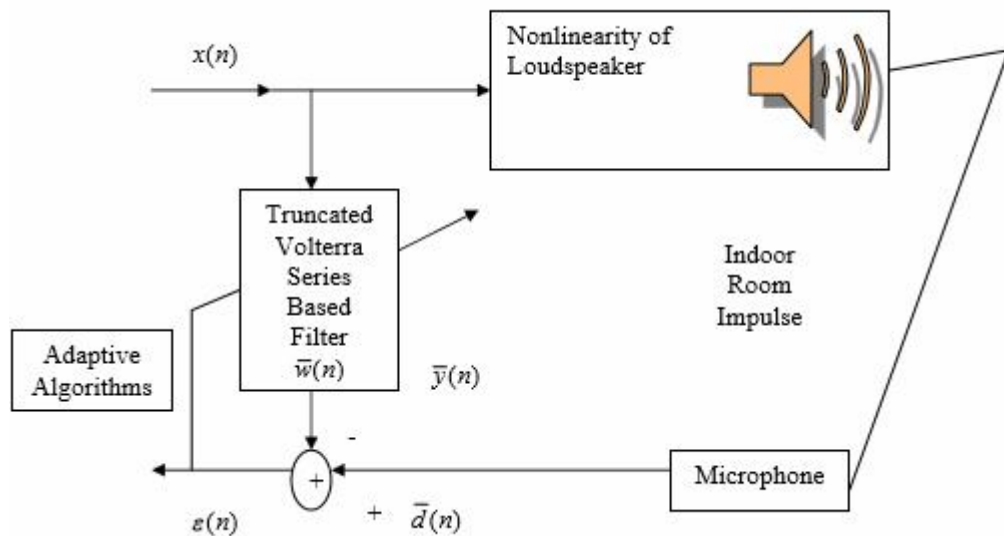 x(n)
Nonlinearity of
Loudspeaker
Truncated
Volterra
Series
Based
Filter
w̅(n)
Indoor
Room
Impulse
Adaptive
Algorithms
y̅(n)
-
+
Microphone
ε(n)
+
d̅(n)